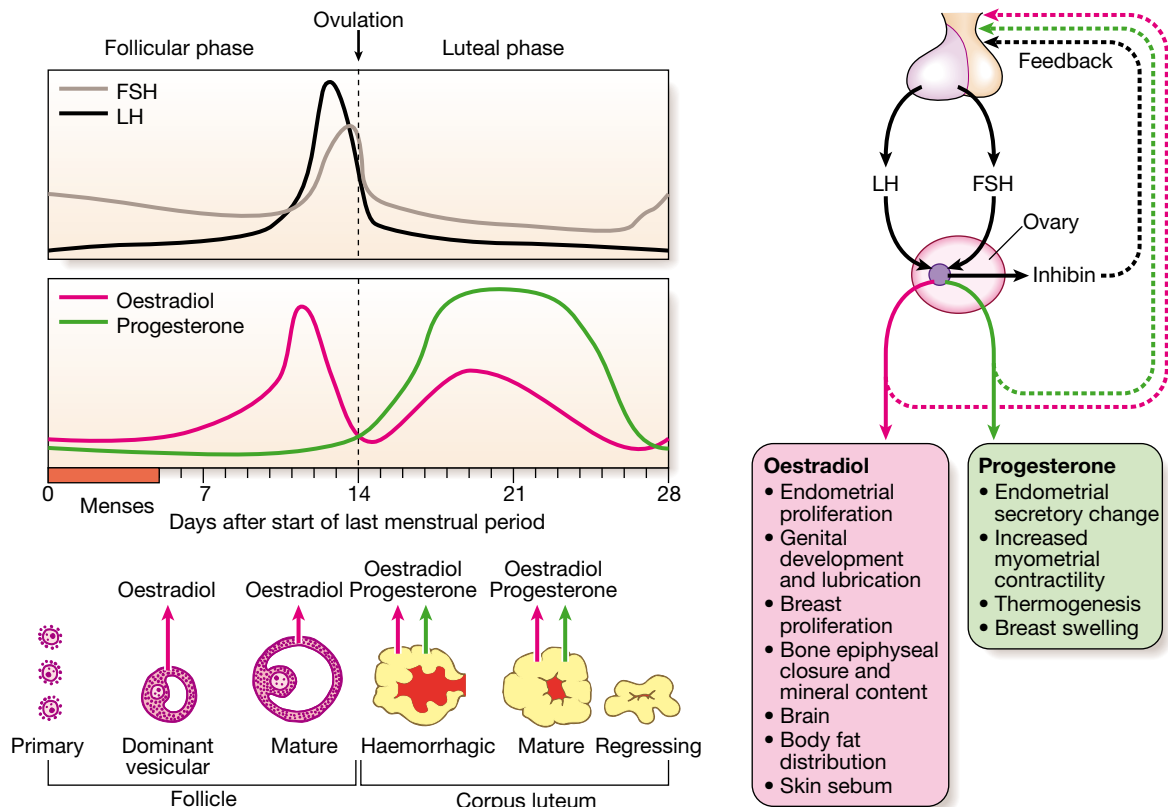 Ovulation
Follicular phase
Luteal phase
FSH
LH
Oestradiol
Progesterone
0
7
14
21
28
Menses
Days after start of last menstrual period
Oestradiol
Oestradiol
Oestradiol
Progesterone
Oestradiol
Progesterone
Primary
Dominant
vesicular
Mature
Haemorrhagic
Mature
Regressing
Follicle
Corpus luteum
Feedback
LH
FSH
Ovary
Inhibin
Oestradiol
• Endometrial
proliferation
• Genital
development
and lubrication
• Breast
proliferation
• Bone epiphyseal
closure and
mineral content
• Brain
• Body fat
distribution
• Skin sebum
Progesterone
• Endometrial
secretory change
• Increased
myometrial
contractility
• Thermogenesis
• Breast swelling